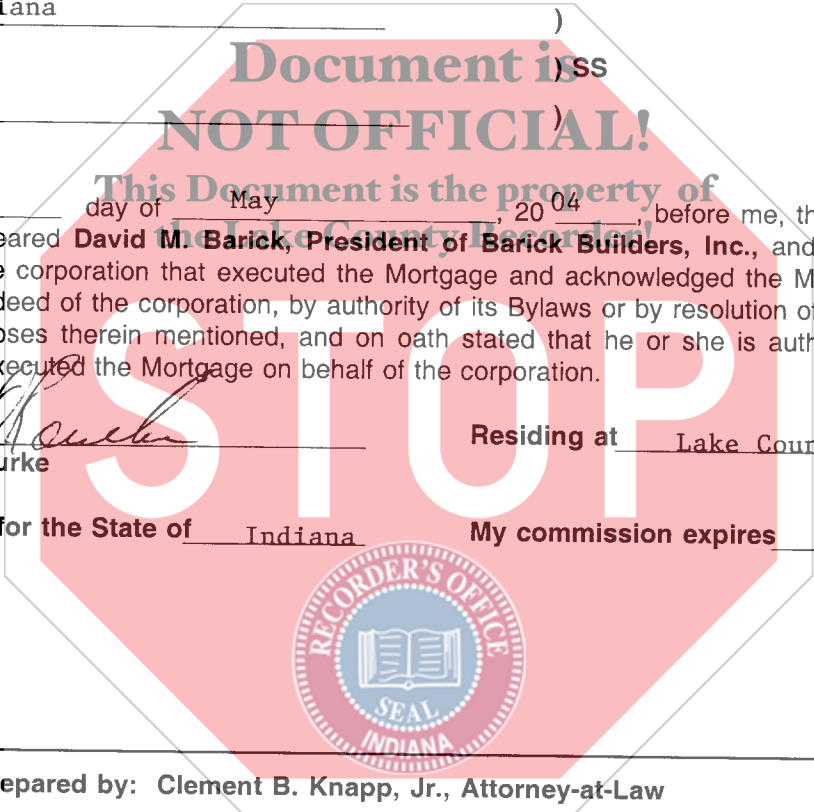 iana )
Document is
) SS
NOT OFFICIAL!
)
This Document is the property of
the Lake County Recorder!
day of May, 20 04, before me, th
eared David M. Barick, President of Barick Builders, Inc., and
e corporation that executed the Mortgage and acknowledged the M
deed of the corporation, by authority of its Bylaws or by resolution of
oses therein mentioned, and on oath stated that he or she is auth
xecuted the Mortgage on behalf of the corporation.
STOP
Residing at Lake Coun
urke
for the State of Indiana My commission expires
RECORDER'S OFFICE
SEAL
INDIANA
epared by: Clement B. Knapp, Jr., Attorney-at-Law